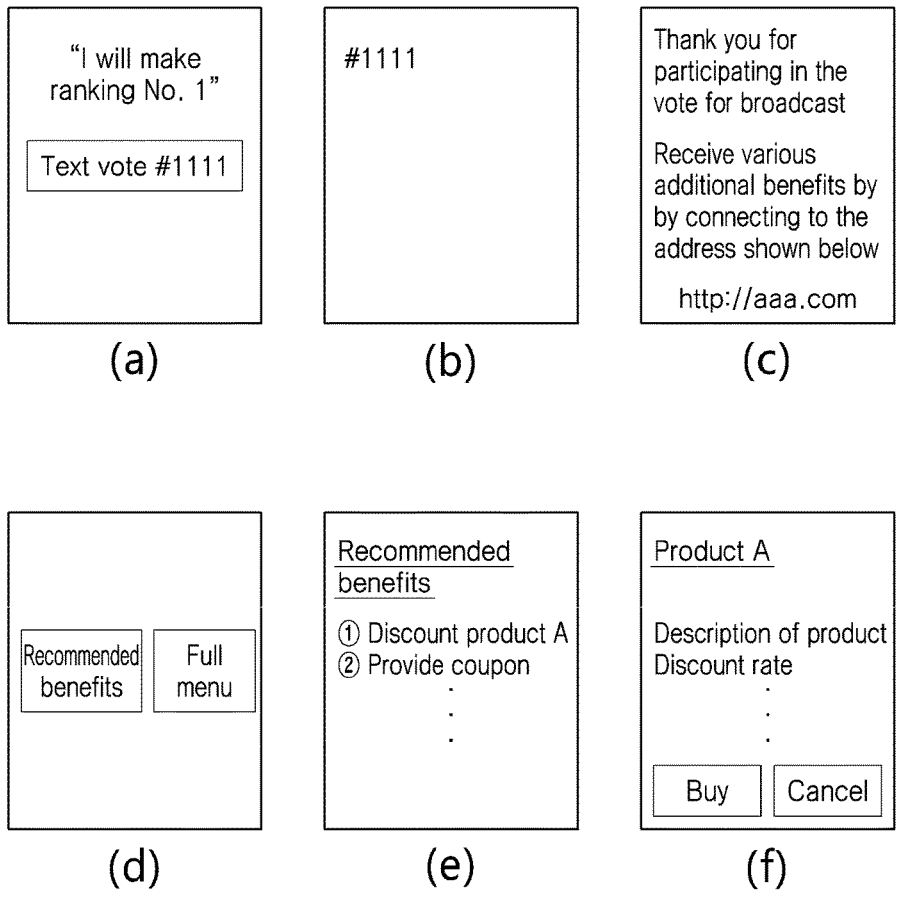 “I will make
ranking No. 1”
Text vote #1111
(a)
#1111
(b)
Thank you for
participating in the
vote for broadcast
Receive various
additional benefits by
by connecting to the
address shown below
http://aaa.com
(c)
Recommended
benefits
Full
menu
(d)
Recommended
benefits
① Discount product A
② Provide coupon
(e)
Product A
Description of product
Discount rate
Buy
Cancel
(f)